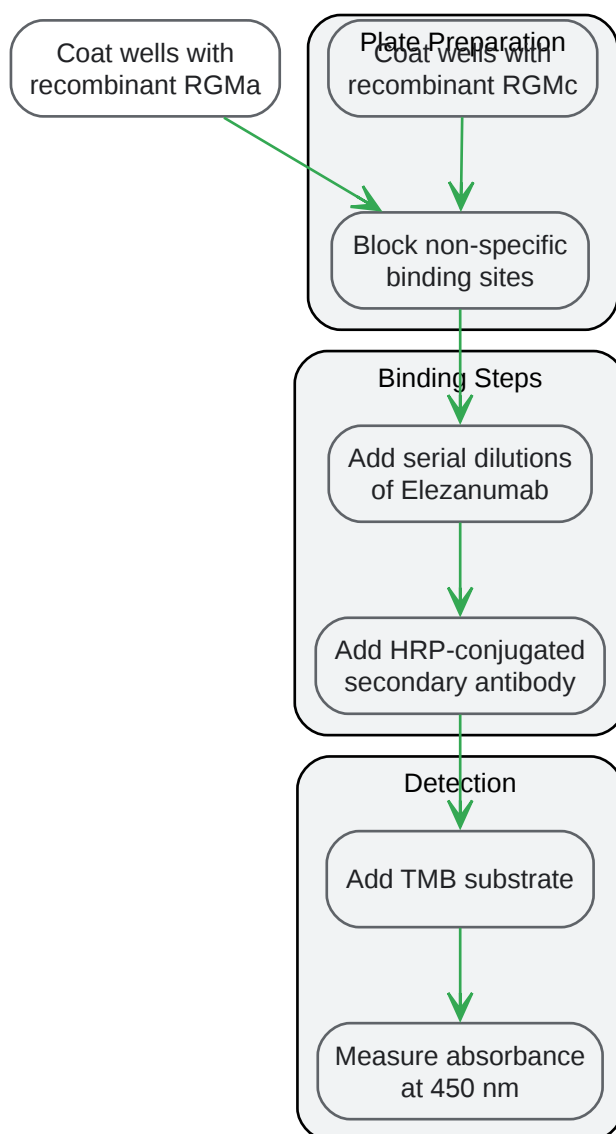 Coat wells with
recombinant RGMa
Plate Preparation
Coat wells with
recombinant RGMc
Block non-specific
binding sites
Binding Steps
Add serial dilutions
of Elezanumab
Add HRP-conjugated
secondary antibody
Detection
Add TMB substrate
Measure absorbance
at 450 nm